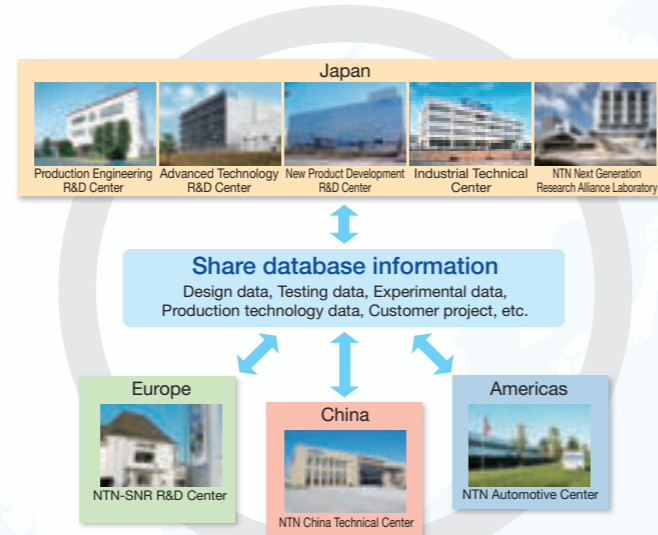 Japan
Production Engineering
R&D Center
Advanced Technology
R&D Center
New Product Development
R&D Center
Industrial Technical
Center
NTN Next Generation
Research Alliance Laboratory
Share database information
Design data, Testing data, Experimental data,
Production technology data, Customer project, etc.
Europe
NTN-SNR R&D Center
China
NTN China Technical Center
Americas
NTN Automotive Center